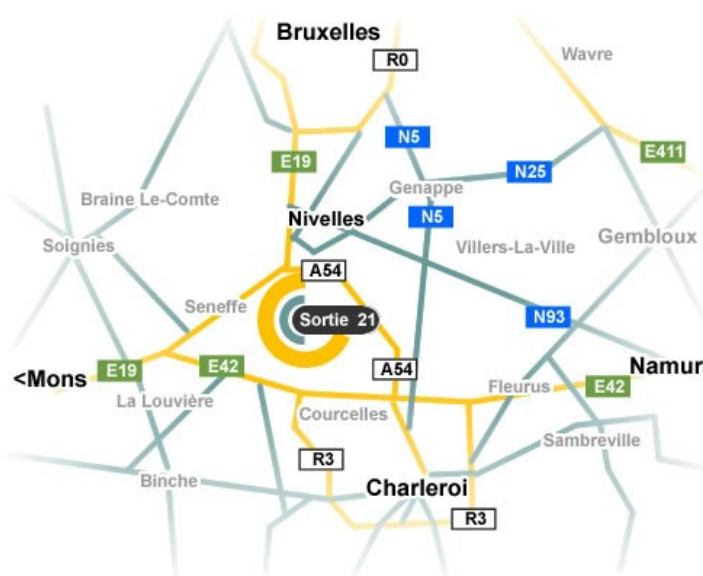 Bruxelles
R0
Wavre
N5
E19
E411
N25
Genappe
Braine Le-Comte
Nivelles
N5
Soignies
Villers-La-Ville
Gembloux
A54
Seneffe
Sortie 21
N93
E19
E42
A54
Namur
<Mons
Fleurus
E42
La Louvière
Courcelles
Sambreville
R3
Binche
Charleroi
R3